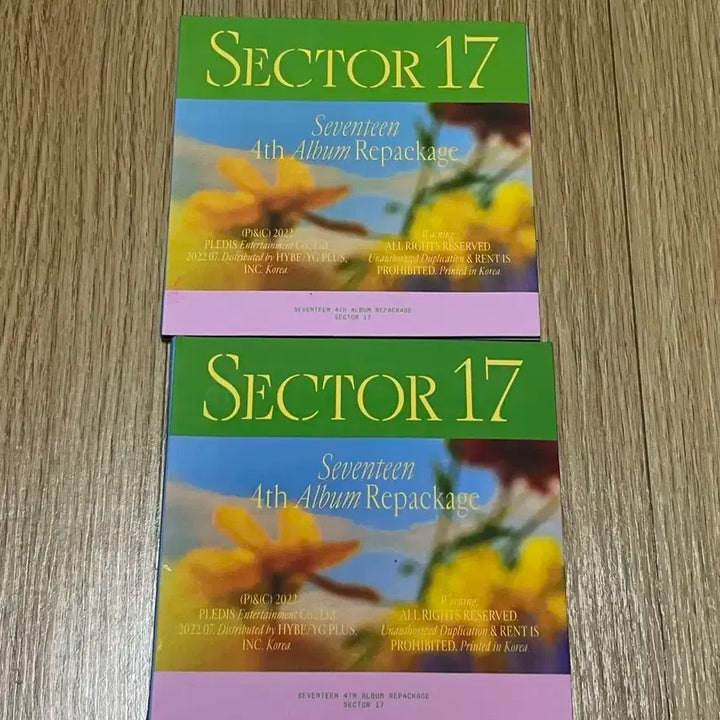 SECTOR 17
Seventeen
4th Album Repackage
(P)&(C) 2022
PLEDIS Entertainment Co., Ltd.
2022.07. Distributed by HYBE/YG PLUS,
INC. Korea.
Warning
ALL RIGHTS RESERVED.
Unauthorized Duplication & RENT IS
PROHIBITED. Printed in Korea.
SEVENTEEN 4TH ALBUM REPACKAGE
SECTOR 17
SECTOR 17
Seventeen
4th Album Repackage
(P)&(C) 2022
PLEDIS Entertainment Co., Ltd.
2022.07. Distributed by HYBE/YG PLUS,
INC. Korea.
Warning
ALL RIGHTS RESERVED.
Unauthorized Duplication & RENT IS
PROHIBITED. Printed in Korea.
SEVENTEEN 4TH ALBUM REPACKAGE
SECTOR 17